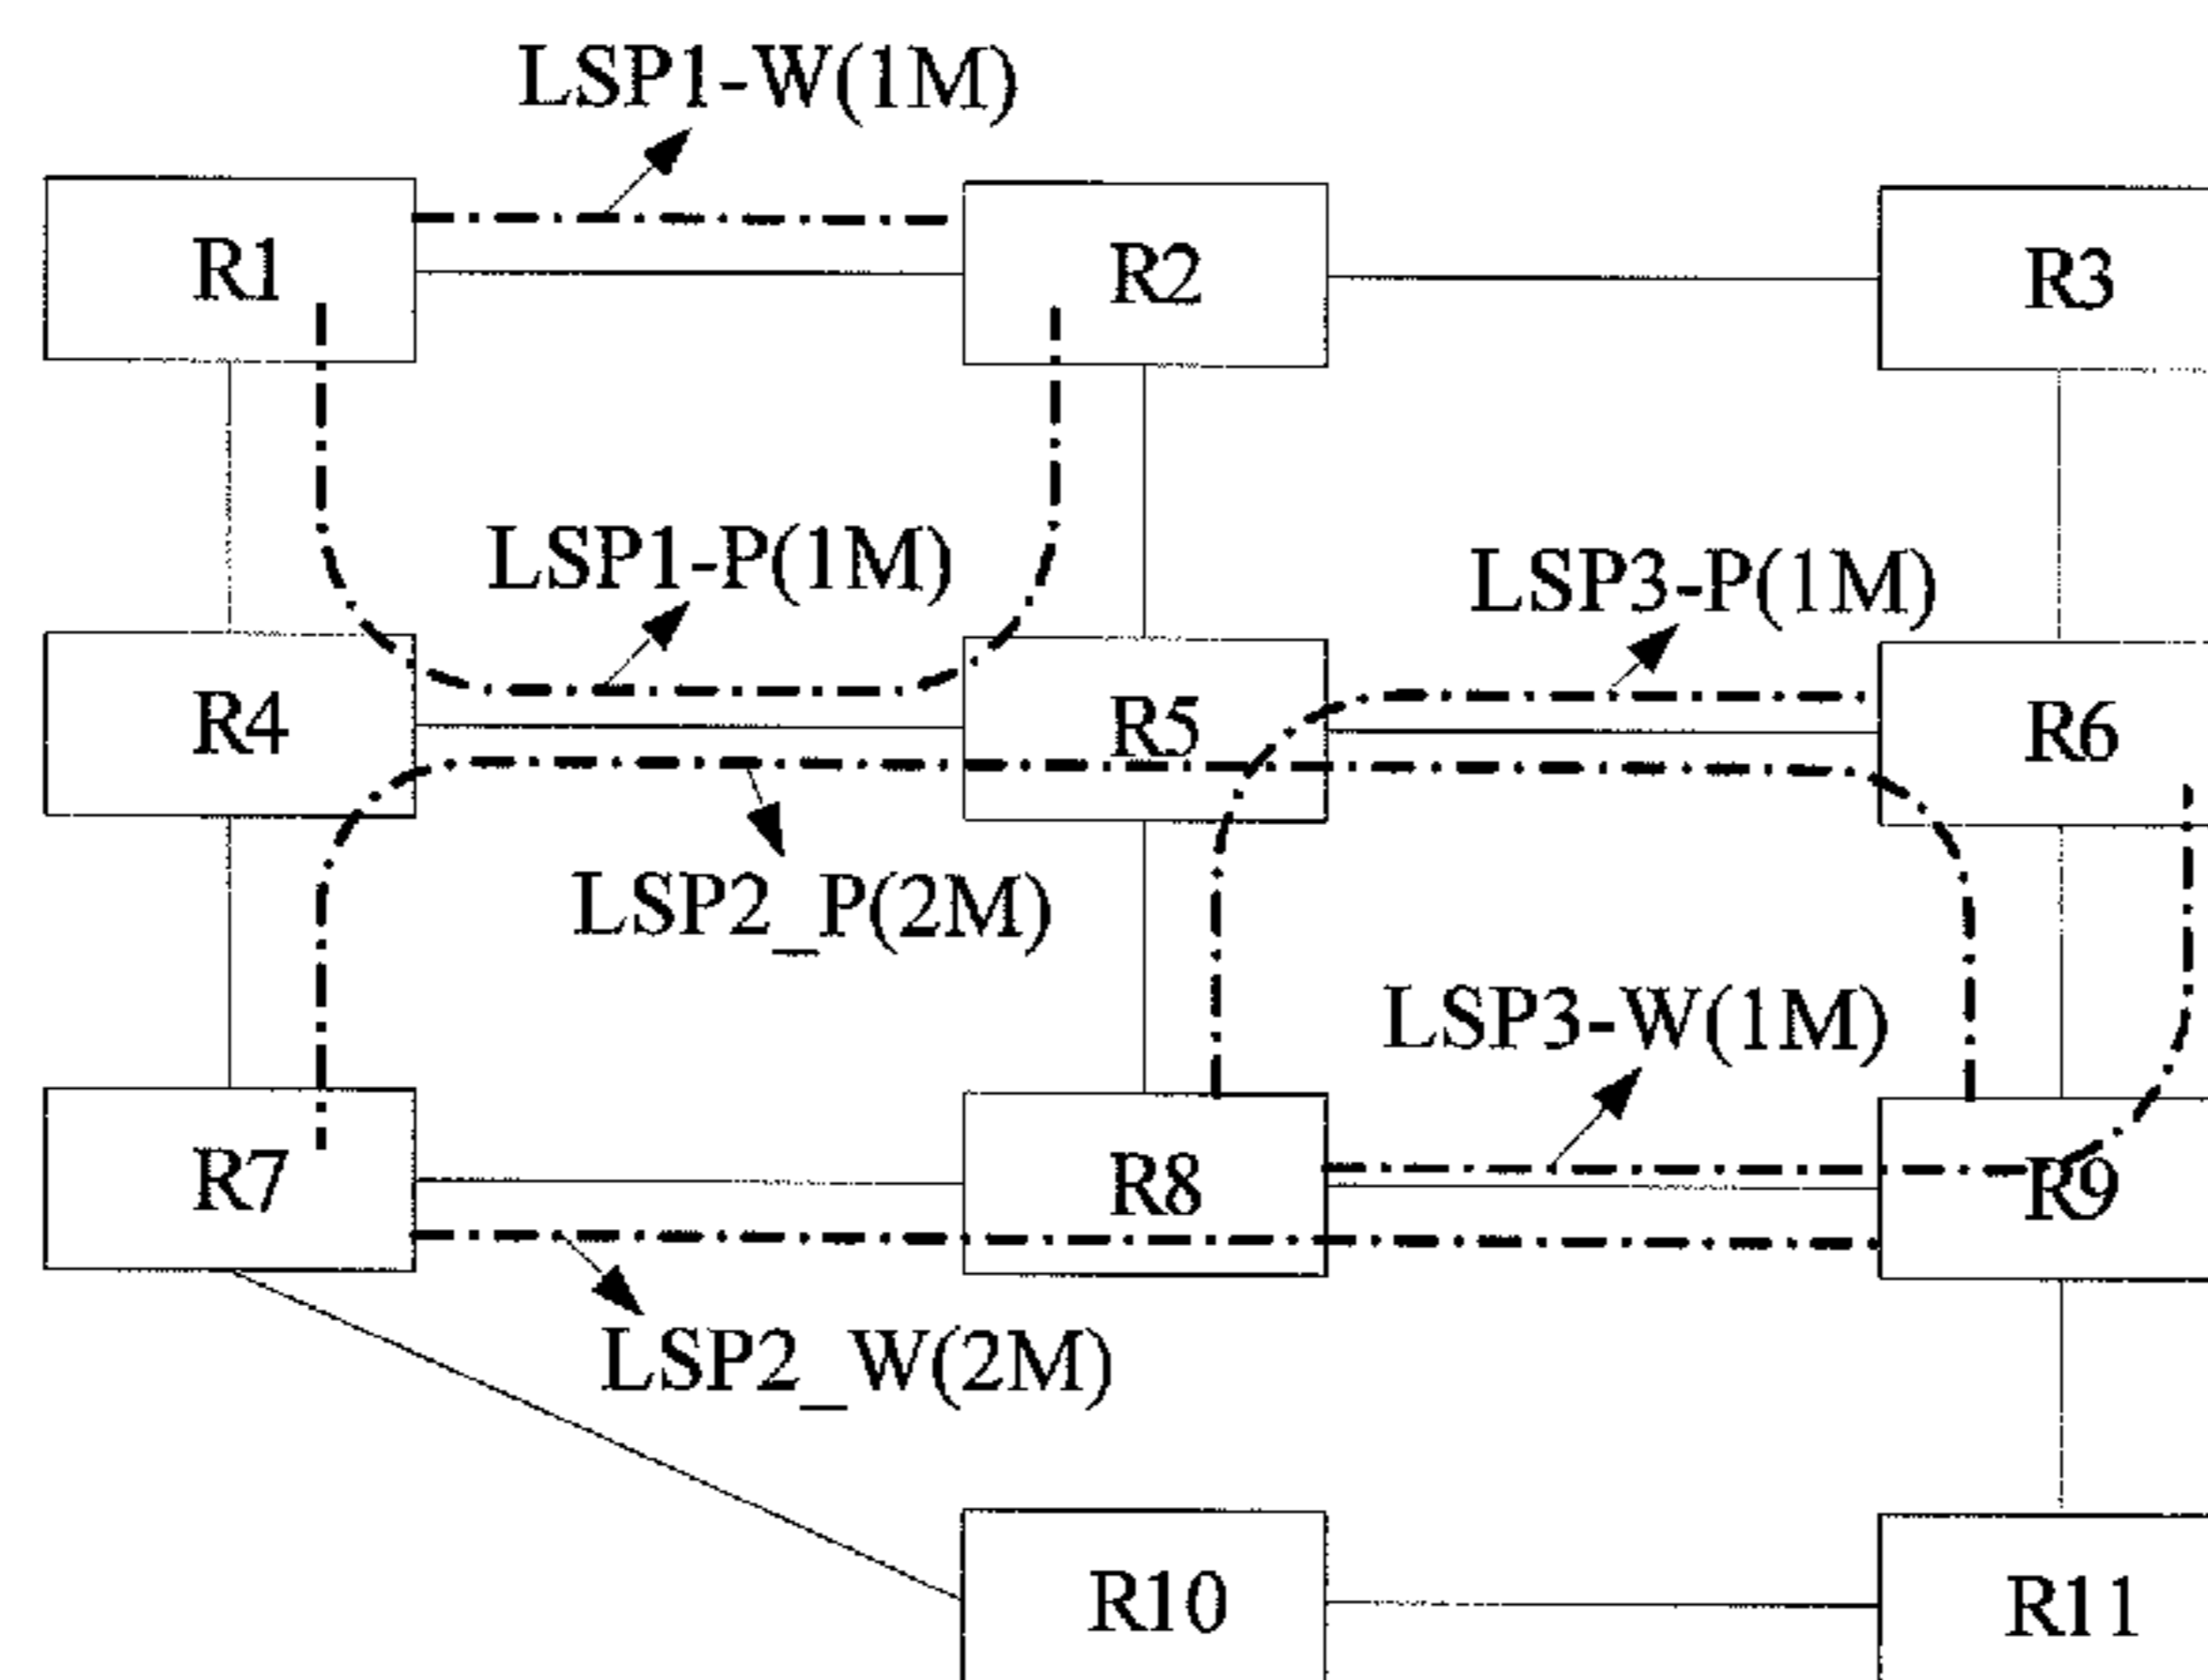 LSP1-W(1M)
R1
R2
R3
LSP1-P(1M)
LSP3-P(1M)
R4
R5
R6
LSP2_P(2M)
LSP3-W(1M)
R7
R8
R9
LSP2_W(2M)
R10
R11